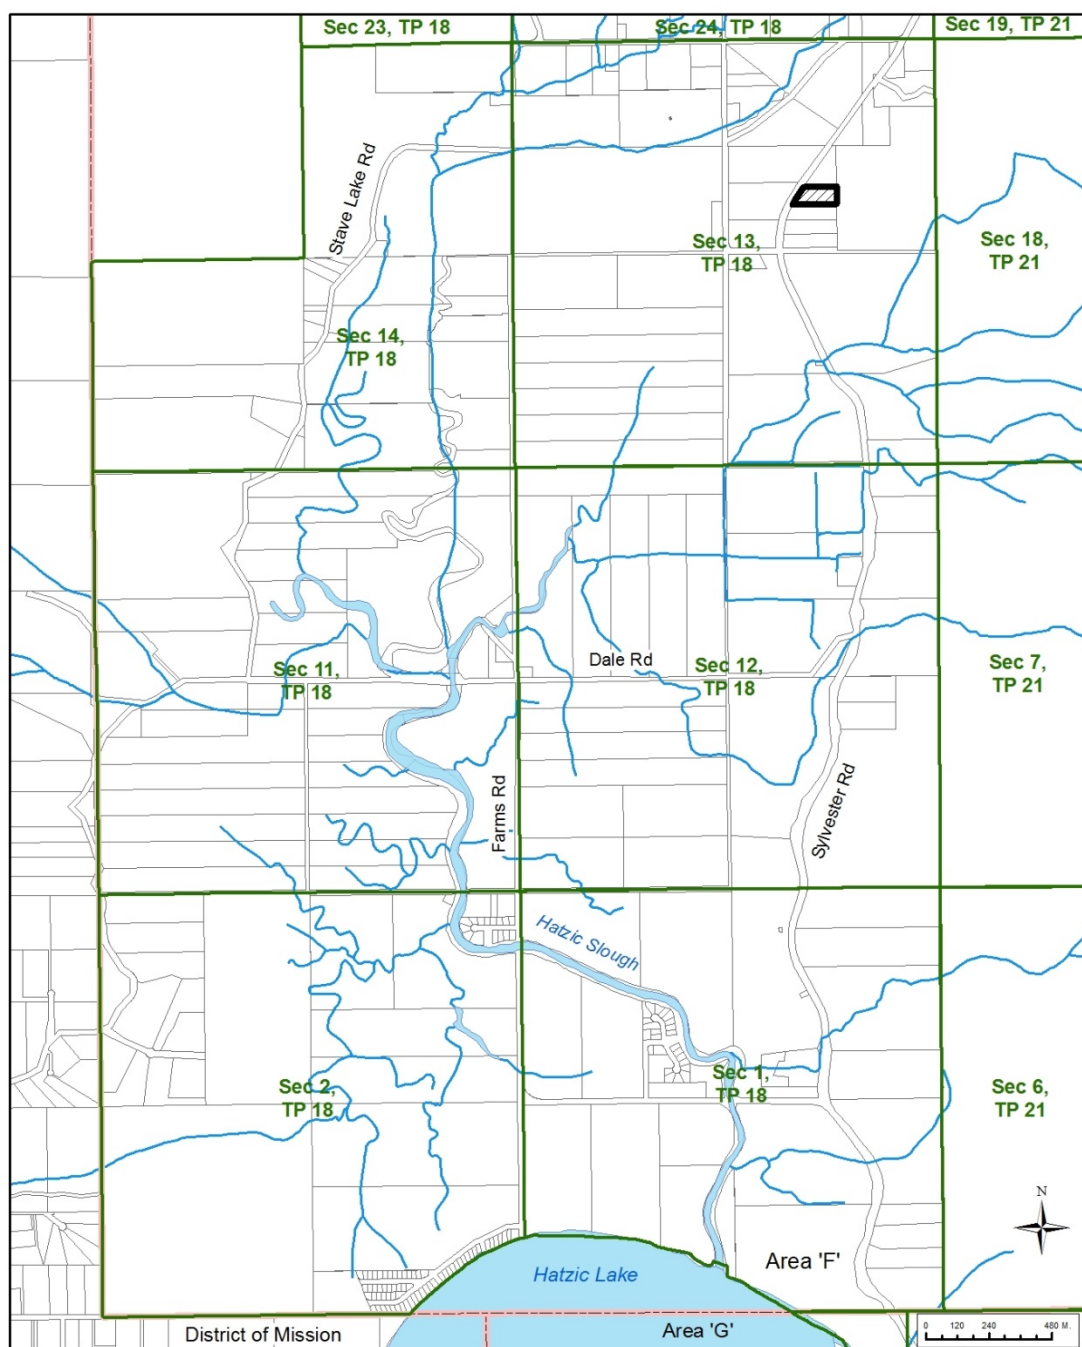 Sec 23, TP 18
Sec 24, TP 18
Sec 19, TP 21
Stave Lake Rd
Sec 13,
TP 18
Sec 18,
TP 21
Sec 14,
TP 18
Dale Rd
Sec 11,
TP 18
Sec 12,
TP 18
Sec 7,
TP 21
Farms Rd
Sylvester Rd
Hatzic Slough
Sec 2,
TP 18
Sec 1,
TP 18
Sec 6,
TP 21
N
Area 'F'
Hatzic Lake
District of Mission
Area 'G'
0 120 240 480 M.